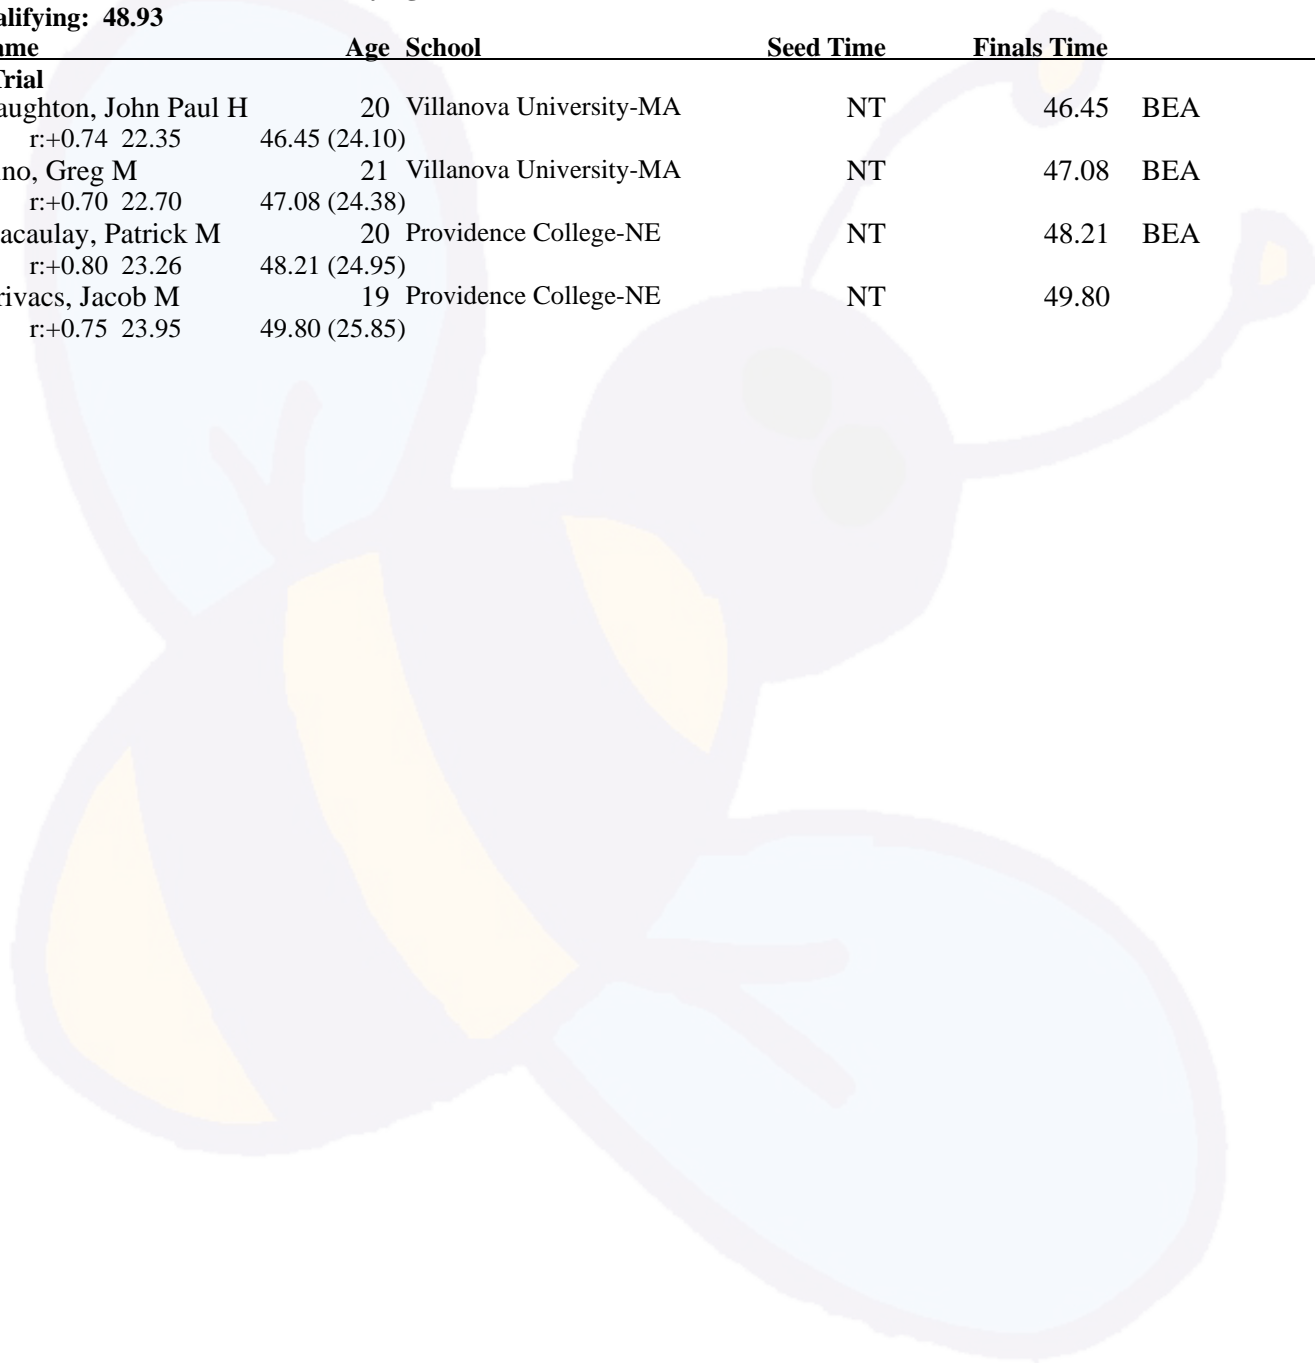 alifying: 48.93
ame Age School Seed Time Finals Time
Trial
aughton, John Paul H 20 Villanova University-MA NT 46.45 BEA
r:+0.74 22.35 46.45 (24.10)
no, Greg M 21 Villanova University-MA NT 47.08 BEA
r:+0.70 22.70 47.08 (24.38)
acaulay, Patrick M 20 Providence College-NE NT 48.21 BEA
r:+0.80 23.26 48.21 (24.95)
rivacs, Jacob M 19 Providence College-NE NT 49.80
r:+0.75 23.95 49.80 (25.85)